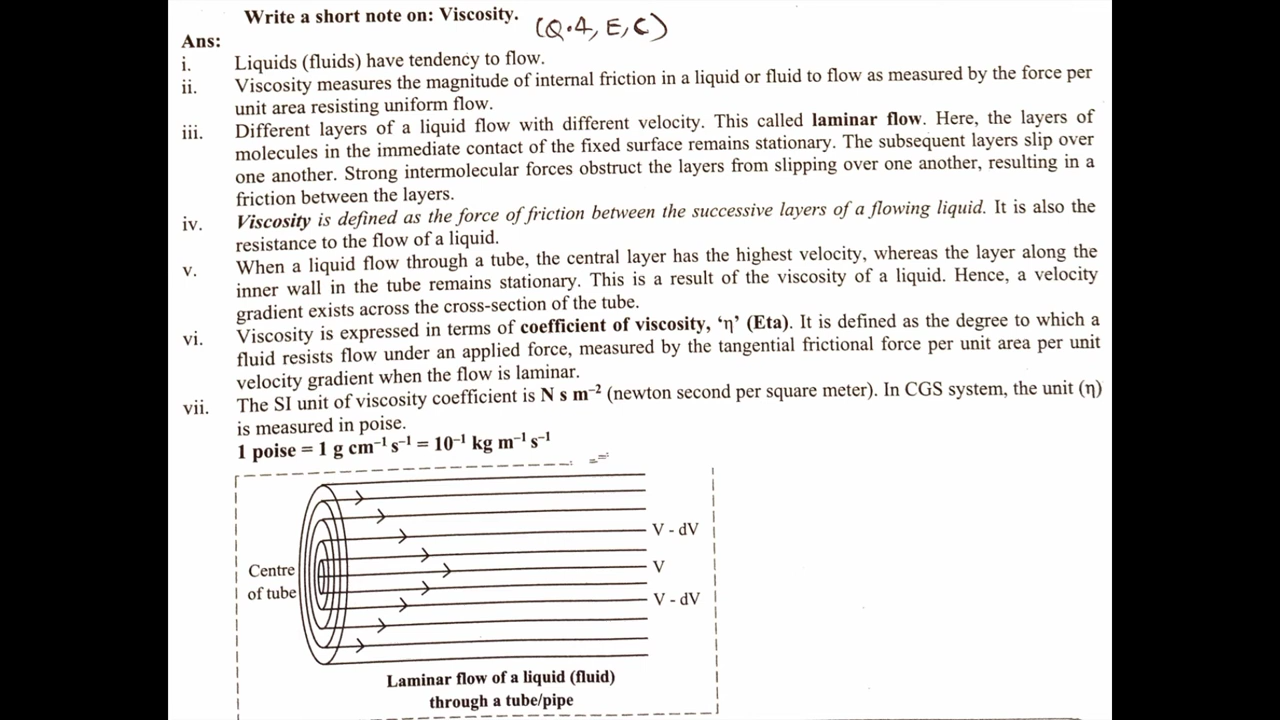 Write a short note on: Viscosity. (Q.4, E, C)
Ans:
i. Liquids (fluids) have tendency to flow.
ii. Viscosity measures the magnitude of internal friction in a liquid or fluid to flow as measured by the force per
unit area resisting uniform flow.
iii. Different layers of a liquid flow with different velocity. This called laminar flow. Here, the layers of
molecules in the immediate contact of the fixed surface remains stationary. The subsequent layers slip over
one another. Strong intermolecular forces obstruct the layers from slipping over one another, resulting in a
friction between the layers.
iv. Viscosity is defined as the force of friction between the successive layers of a flowing liquid. It is also the
resistance to the flow of a liquid.
v. When a liquid flow through a tube, the central layer has the highest velocity, whereas the layer along the
inner wall in the tube remains stationary. This is a result of the viscosity of a liquid. Hence, a velocity
gradient exists across the cross-section of the tube.
vi. Viscosity is expressed in terms of coefficient of viscosity, ‘η’ (Eta). It is defined as the degree to which a
fluid resists flow under an applied force, measured by the tangential frictional force per unit area per unit
velocity gradient when the flow is laminar.
vii. The SI unit of viscosity coefficient is N s m⁻² (newton second per square meter). In CGS system, the unit (η)
is measured in poise.
1 poise = 1 g cm⁻¹ s⁻¹ = 10⁻¹ kg m⁻¹ s⁻¹
V - dV
Centre
of tube
V
V - dV
Laminar flow of a liquid (fluid)
through a tube/pipe